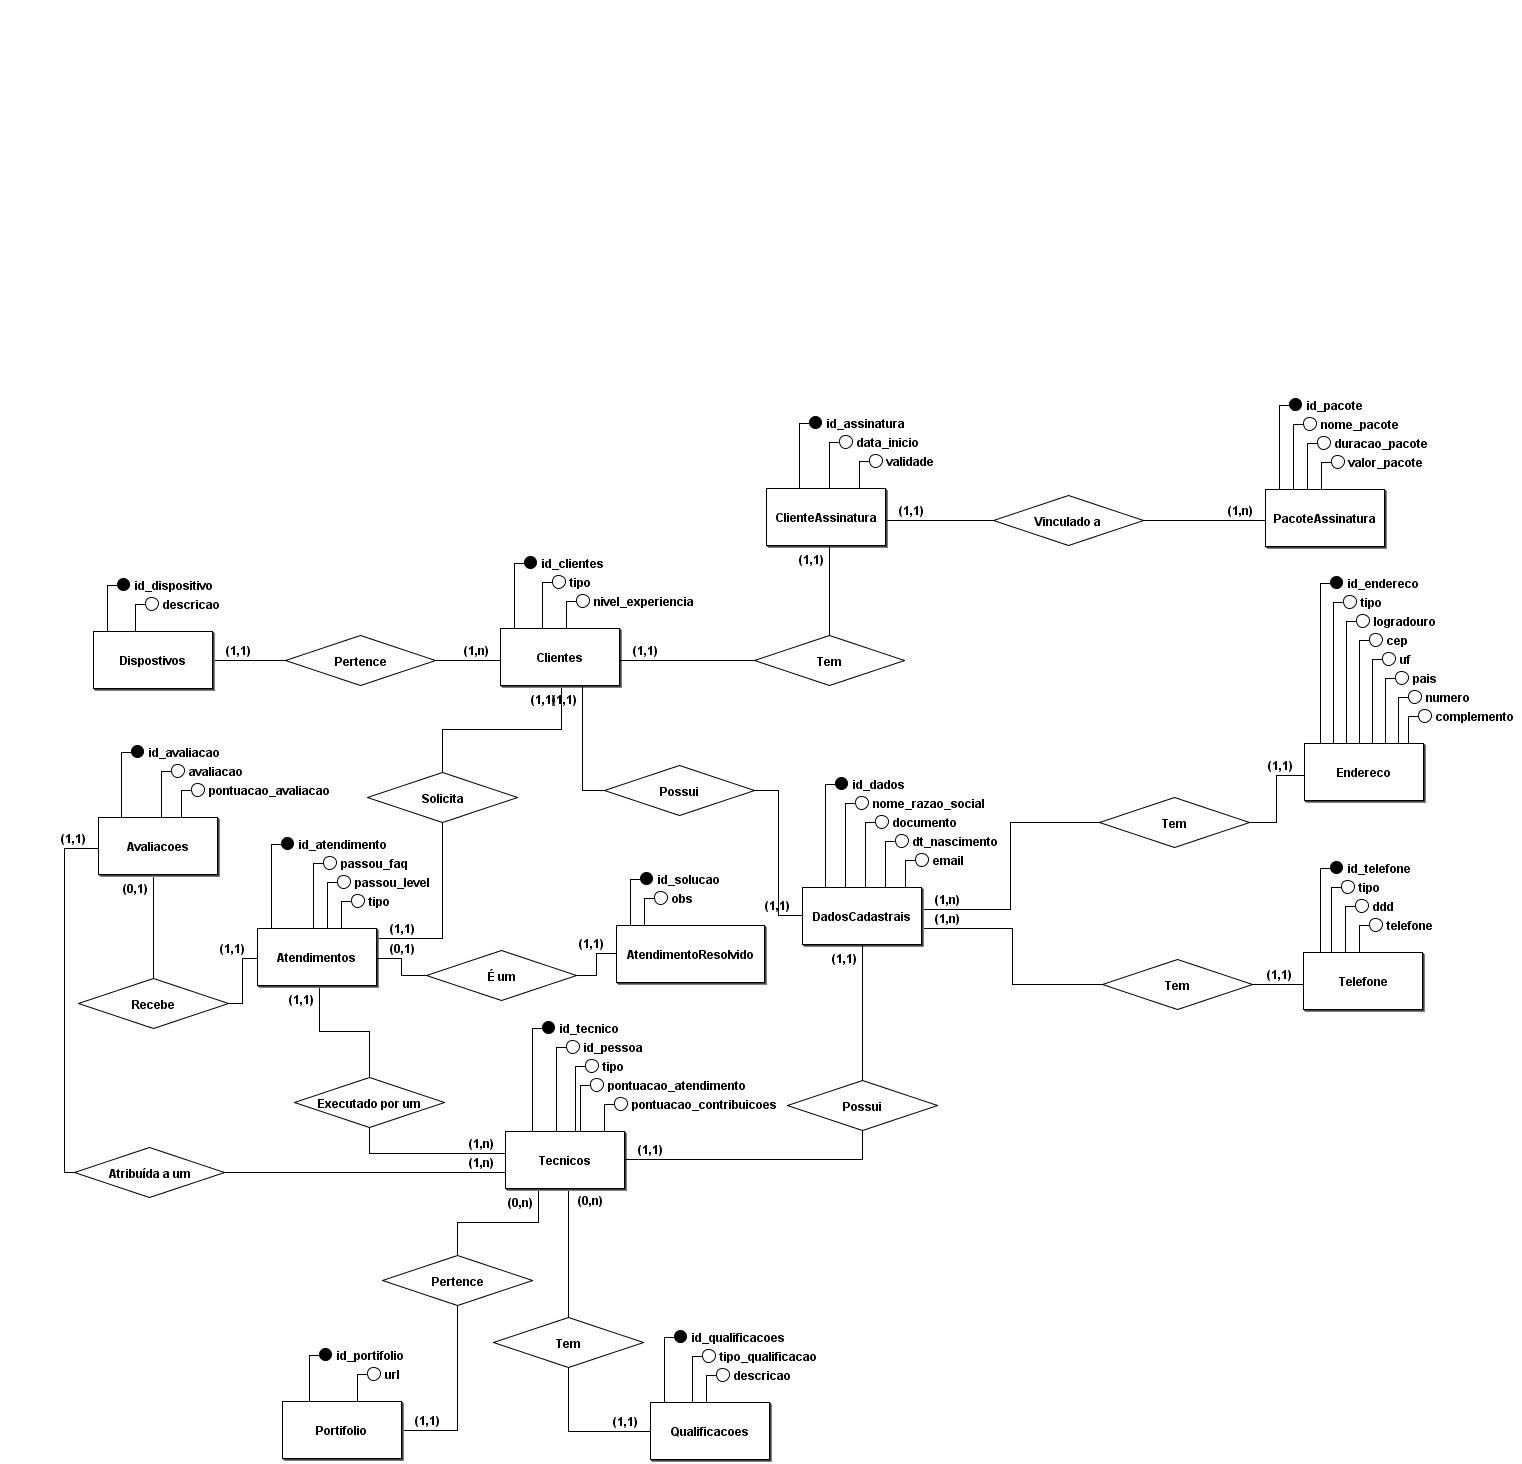 id_pacote
nome_pacote
duracao_pacote
valor_pacote
PacoteAssinatura
id_assinatura
data_inicio
validade
ClienteAssinatura
(1,1)
Vinculado a
(1,n)
(1,1)
id_clientes
tipo
nivel_experiencia
Clientes
(1,1)
Tem
id_dispositivo
descricao
Dispostivos
(1,1)
Pertence
(1,n)
(1,1)
(1,1)
id_endereco
tipo
logradouro
cep
uf
pais
numero
complemento
Endereco
(1,1)
Tem
Solicita
Possui
id_avaliacao
avaliacao
pontuacao_avaliacao
Avaliacoes
(1,1)
(0,1)
id_atendimento
passou_faq
passou_level
tipo
Atendimentos
(1,1)
(1,1)
(0,1)
(1,1)
É um
(1,1)
id_solucao
obs
AtendimentoResolvido
id_dados
nome_razao_social
documento
dt_nascimento
email
DadosCadastrais
(1,1)
(1,n)
(1,n)
(1,1)
id_telefone
tipo
ddd
telefone
Telefone
(1,1)
Tem
Recebe
Executado por um
id_tecnico
id_pessoa
tipo
pontuacao_atendimento
pontuacao_contribuicoes
Tecnicos
(1,n)
(1,n)
(1,1)
(0,n)
(0,n)
Possui
Atribuída a um
Pertence
Tem
id_portifolio
url
Portifolio
(1,1)
id_qualificacoes
tipo_qualificacao
descricao
Qualificacoes
(1,1)